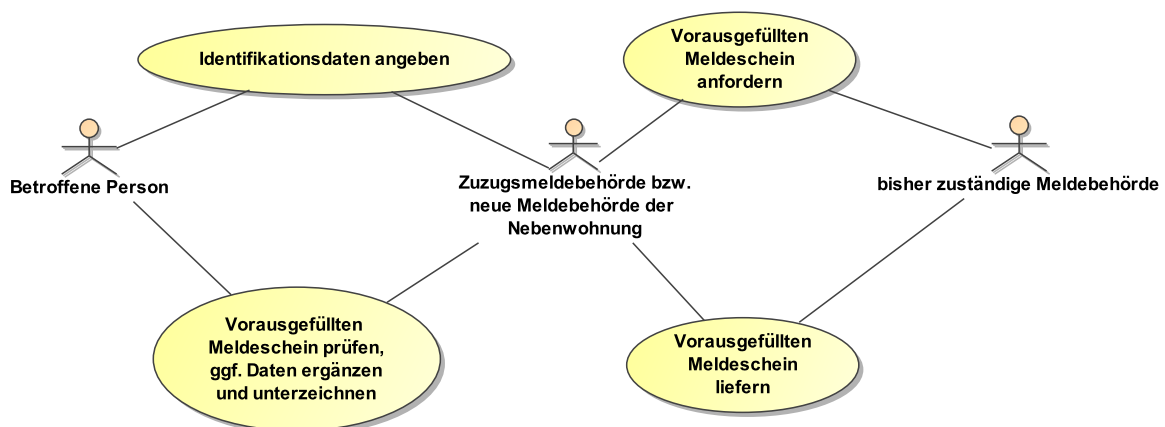 Identifikationsdaten angeben
Vorausgefüllten
Meldeschein
anfordern
Betroffene Person
Zuzugsmeldebehörde bzw.
neue Meldebehörde der
Nebenwohnung
bisher zuständige Meldebehörde
Vorausgefüllten
Meldeschein prüfen,
ggf. Daten ergänzen
und unterzeichnen
Vorausgefüllten
Meldeschein
liefern